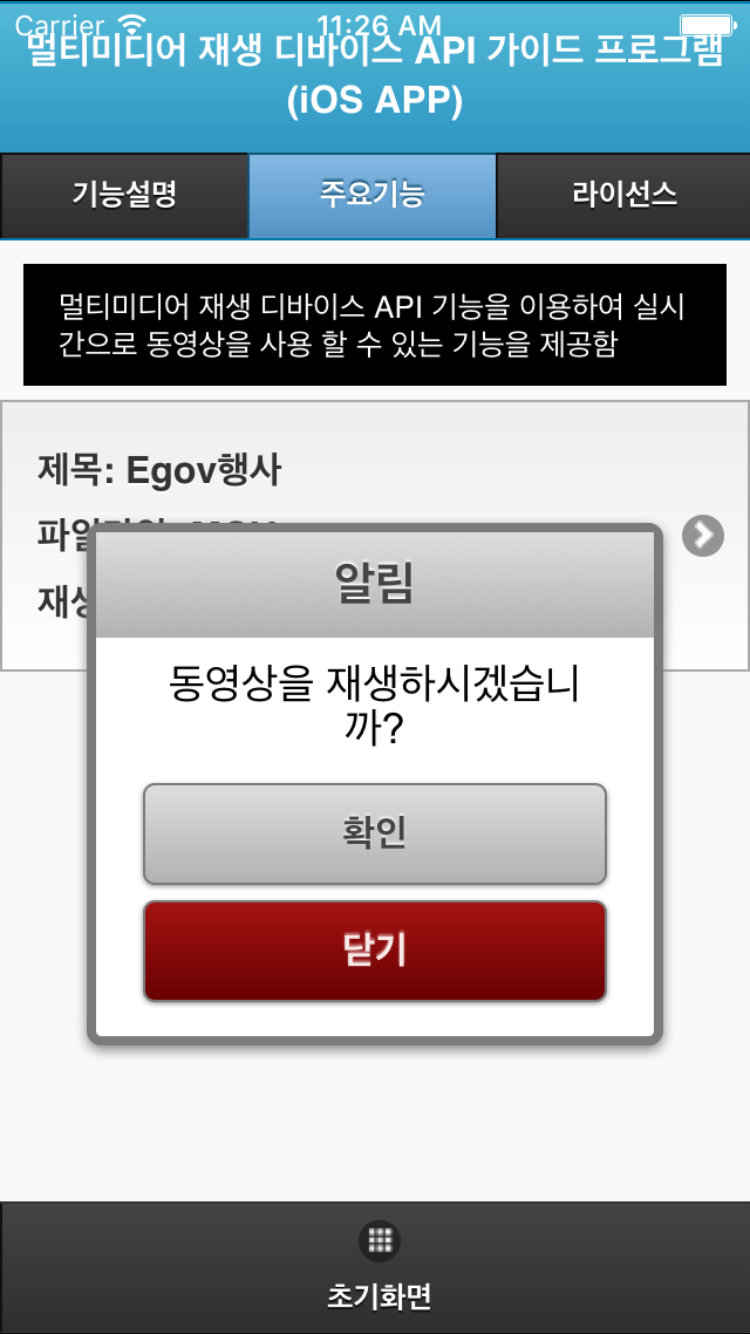 Carrier 11:26 AM
멀티미디어 재생 디바이스 API 가이드 프로그램
(iOS APP)
기능설명 주요기능 라이선스
멀티미디어 재생 디바이스 API 기능을 이용하여 실시
간으로 동영상을 사용 할 수 있는 기능을 제공함
제목: Egov행사
재생
알림
동영상을 재생하시겠습니
까?
확인
닫기
초기화면